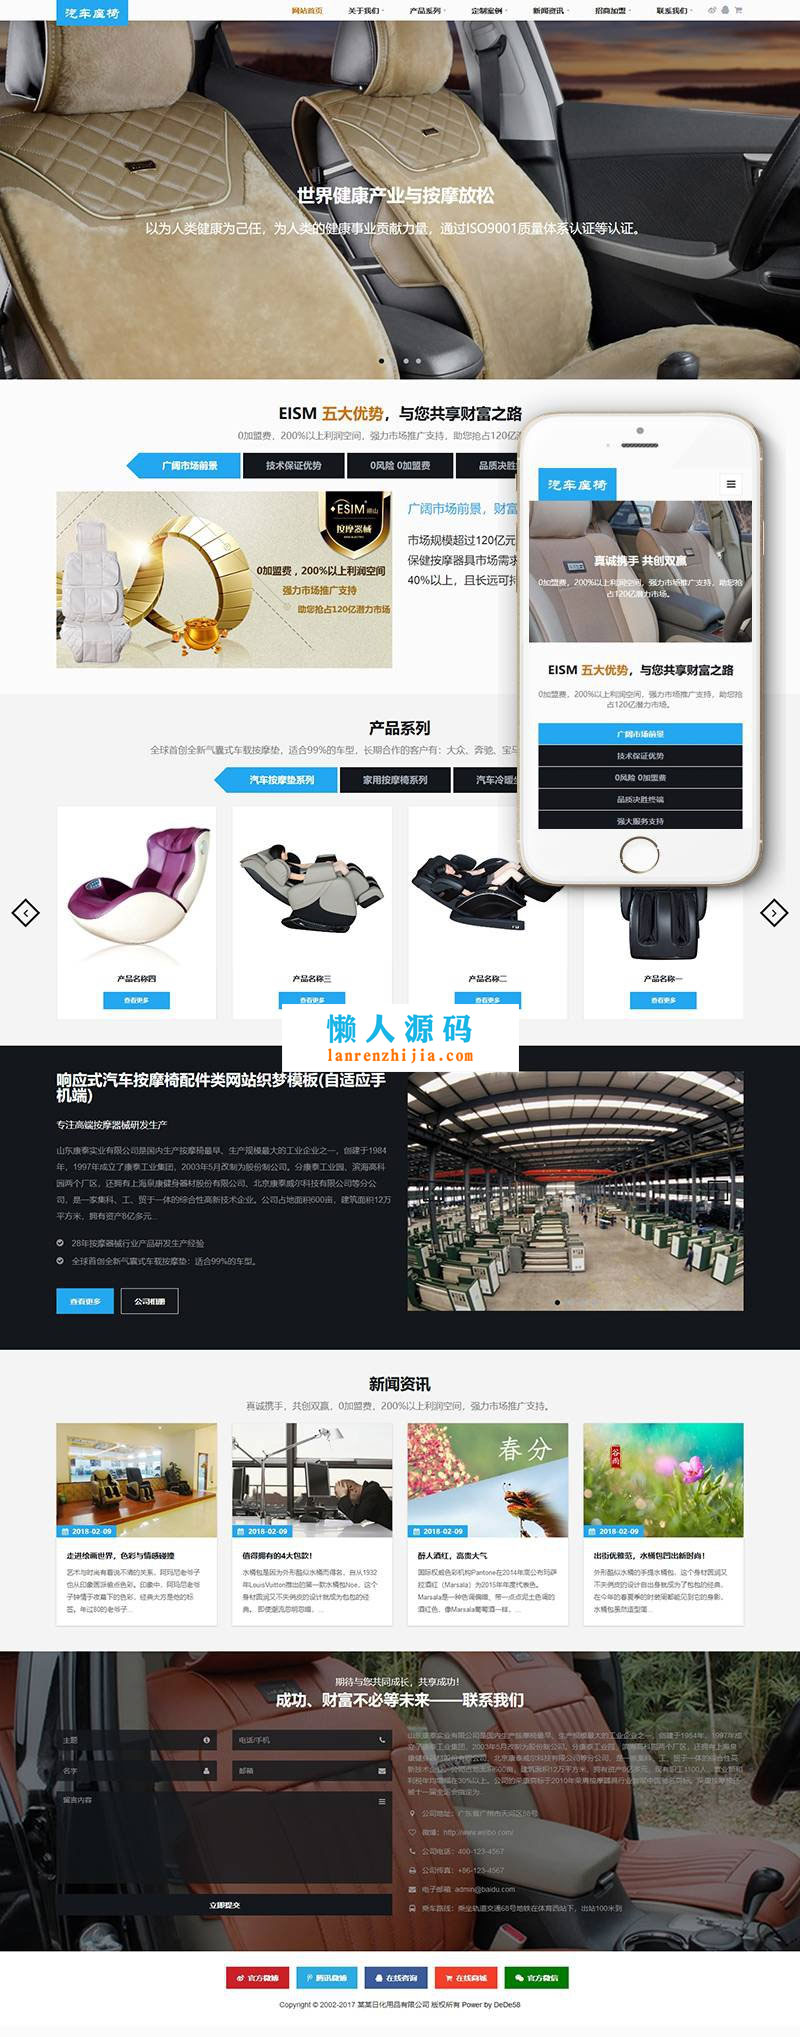 汽车座椅
网站首页 关于我们 产品系列 定制案例 新闻资讯 招商加盟 联系我们
世界健康产业与按摩放松
以为人类健康为己任，为人类的健康事业贡献力量，通过ISO9001质量体系认证等认证。
EISM 五大优势，与您共享财富之路
0加盟费，200%以上利润空间，强力市场推广支持，助您抢占120亿
广阔市场前景 技术保证优势 0风险 0加盟费 品质决胜
ESIM
按摩器械
0加盟费，200%以上利润空间
强力市场推广支持
助您抢占120亿潜力市场
广阔市场前景，财富
市场规模超过120亿元
保健按摩器具市场需求
40%以上，且长远可持
汽车座椅
真诚携手 共创双赢
0加盟费，200%以上利润空间，强力市场推广支持，助您抢
占120亿潜力市场。
EISM 五大优势，与您共享财富之路
0加盟费，200%以上利润空间，强力市场推广支持，助您抢
占120亿潜力市场。
广阔市场前景
技术保证优势
0风险 0加盟费
品质决胜终端
强大服务支持
产品系列
全球首创全新气囊式车载按摩垫，适合99%的车型，长期合作的客户有：大众、奔驰、宝马
汽车按摩垫系列 家用按摩椅系列 汽车冷暖
产品名称四 产品名称三 产品名称二 产品名称一
查看更多 查看更多 查看更多 查看更多
懒人源码
lanrenzhijia.com
响应式汽车按摩椅配件类网站织梦模板(自适应手
机端)
专注高端按摩器械研发生产
山东康泰实业有限公司是国内生产按摩椅最早、生产规模最大的工业企业之一，创建于1984
年，1997年成立了康泰工业集团，2003年5月改制为股份制公司。分康泰工业园、滨海高科
园两个厂区，还拥有上海泉康健身器材股份有限公司、北京康泰威尔科技有限公司等分公
司，是一家集科、工、贸于一体的综合性高新技术企业。公司占地面积600亩，建筑面积12万
平方米，拥有资产8亿多元...
28年按摩器械行业产品研发生产经验
全球首创全新气囊式车载按摩垫：适合99%的车型。
查看更多 公司相册
新闻资讯
真诚携手，共创双赢，0加盟费，200%以上利润空间，强力市场推广支持。
春分
谷雨
2018-02-09 2018-02-09 2018-02-09 2018-02-09
走进绘画世界，色彩与情感碰撞
艺术与时尚有着说不清的关系，阿玛尼老爷子
也从印象画派撷点色彩。印象中，阿玛尼老爷
子钟情于夜幕下的色彩，经典大方是他的标
签。年过80的老爷子...
值得拥有的4大包款！
水桶包是因为外形酷似水桶而得名，自从1932
年LouisVuitton推出的第一款水桶包Noe，这个
身材圆润又不失俏皮的设计就成为包包的经
典。 即使潮流忽明忽暗，...
醉人酒红，高贵大气
国际权威色彩机构Pantone在2014年底公布玛萨
拉酒红（Marsala）为2015年年度代表色。
Marsala是一种色调偏暖、带一点点泥土色调的
酒红色，像Marsala葡萄酒一样，...
出街优雅范，水桶包凹出新时尚！
外形酷似水桶的手提水桶包，这个身材圆润又
不失俏皮的设计自出身就成为了包包的经典，
在今年的春夏季的时装周都能见到它的身影。
水桶包虽然造型简...
期待与您共同成长，共享成功！
成功、财富不必等未来——联系我们
主题 电话/手机
名字 邮箱
留言内容
立即提交
山东康泰实业有限公司是国内生产按摩椅最早、生产规模最大的工业企业之一，创建于1984年，1997年成
公司地址：广东省广州市天河区88号
微博：http://www.weibo.com/
公司电话：400-123-4567
公司传真：+86-123-4567
电子邮箱：admin@baidu.com
乘车路线：乘坐轨道交通68号地铁在体育西站下，出站100米到
官方微博 腾讯微博 在线咨询 在线商城 官方微信
Copyright © 2002-2017 某某日化用品有限公司 版权所有 Power by DeDe58